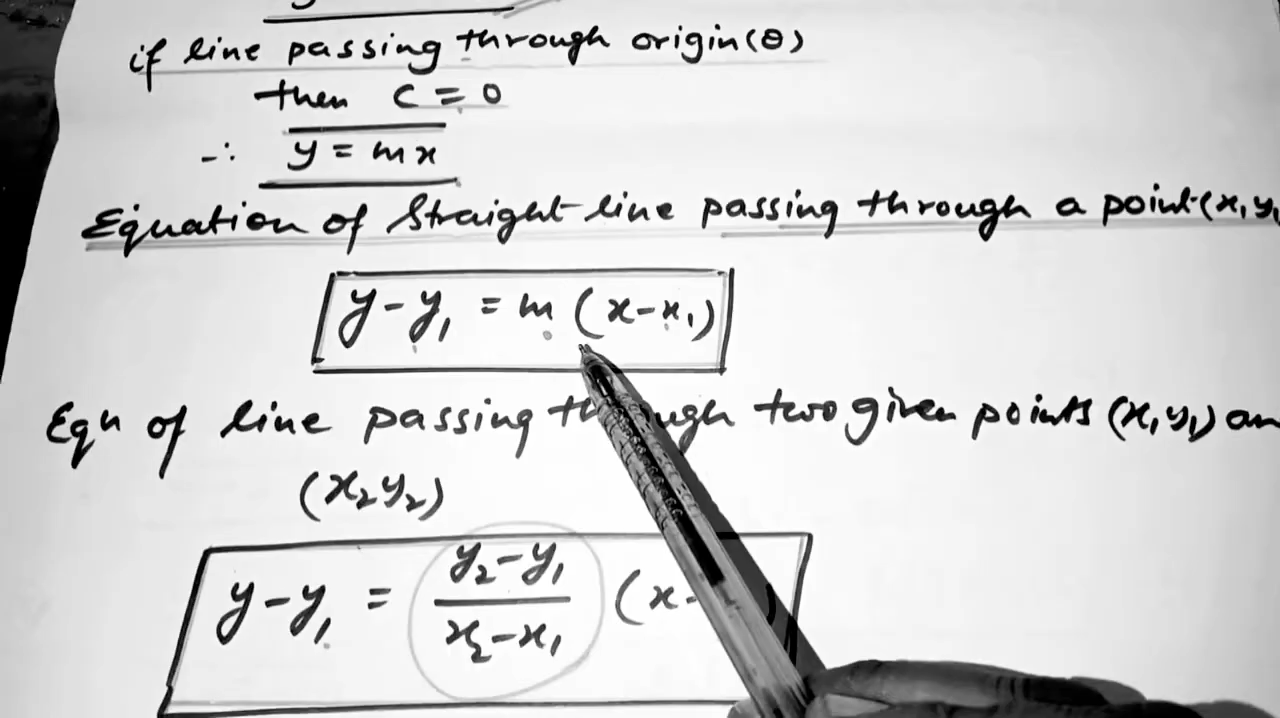 if line passing through origin(θ)
then c = 0
∴ y = mx
Equation of straight line passing through a point (x₁y₁
y-y₁ = m (x-x₁)
Eqn of line passing through two given points (x₁y₁) an
(x₂y₂)
y-y₁ = y₂-y₁ / x₂-x₁ (x-